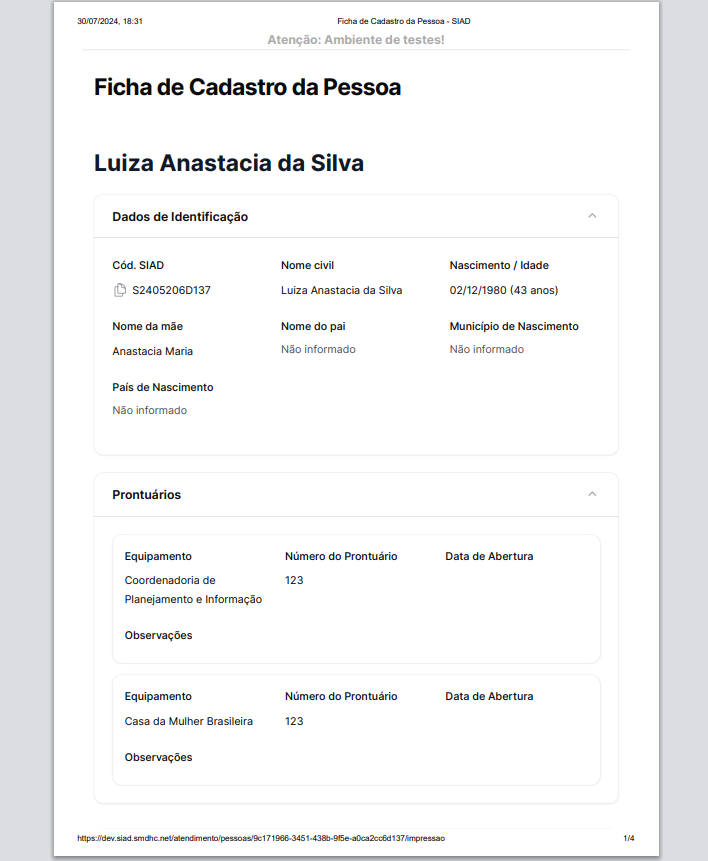 30/07/2024, 18:31 Ficha de Cadastro da Pessoa - SIAD
Atenção: Ambiente de testes!
Ficha de Cadastro da Pessoa
Luiza Anastacia da Silva
Dados de Identificação
Cód. SIAD Nome civil Nascimento / Idade
S2405206D137 Luiza Anastacia da Silva 02/12/1980 (43 anos)
Nome da mãe Nome do pai Município de Nascimento
Anastacia Maria Não informado Não informado
País de Nascimento
Não informado
Prontuários
Equipamento Número do Prontuário Data de Abertura
Coordenadoria de 123
Planejamento e Informação
Observações
Equipamento Número do Prontuário Data de Abertura
Casa da Mulher Brasileira 123
Observações
https://dev.siad.smdhc.net/atendimento/pessoas/9c171966-3451-438b-9f5e-a0ca2cc6d137/impressao 1/4